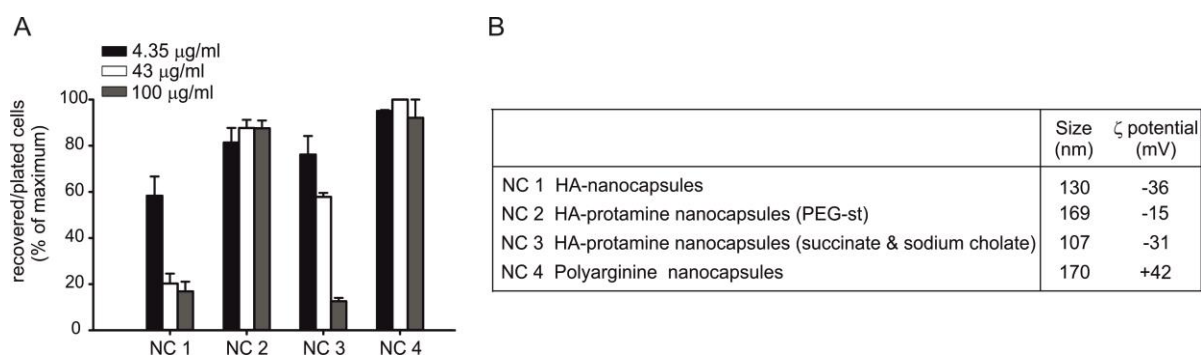 A
4.35 μg/ml
43 μg/ml
100 μg/ml
recovered/plated cells
(% of maximum)
100
80
60
40
20
0
NC 1 NC 2 NC 3 NC 4
B
Size (nm) ζ potential (mV)
NC 1 HA-nanocapsules 130 -36
NC 2 HA-protamine nanocapsules (PEG-st) 169 -15
NC 3 HA-protamine nanocapsules (succinate & sodium cholate) 107 -31
NC 4 Polyarginine nanocapsules 170 +42